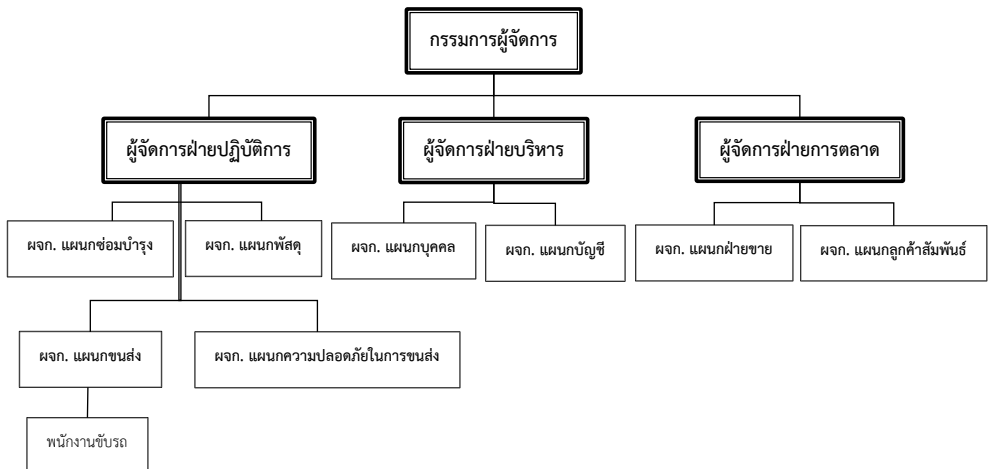 กรรมการผู้จัดการ
ผู้จัดการฝ่ายปฏิบัติการ
ผู้จัดการฝ่ายบริหาร
ผู้จัดการฝ่ายการตลาด
ผจก. แผนกซ่อมบำรุง
ผจก. แผนกพัสดุ
ผจก. แผนกบุคคล
ผจก. แผนกบัญชี
ผจก. แผนกฝ่ายขาย
ผจก. แผนกลูกค้าสัมพันธ์
ผจก. แผนกขนส่ง
ผจก. แผนกความปลอดภัยในการขนส่ง
พนักงานขับรถ